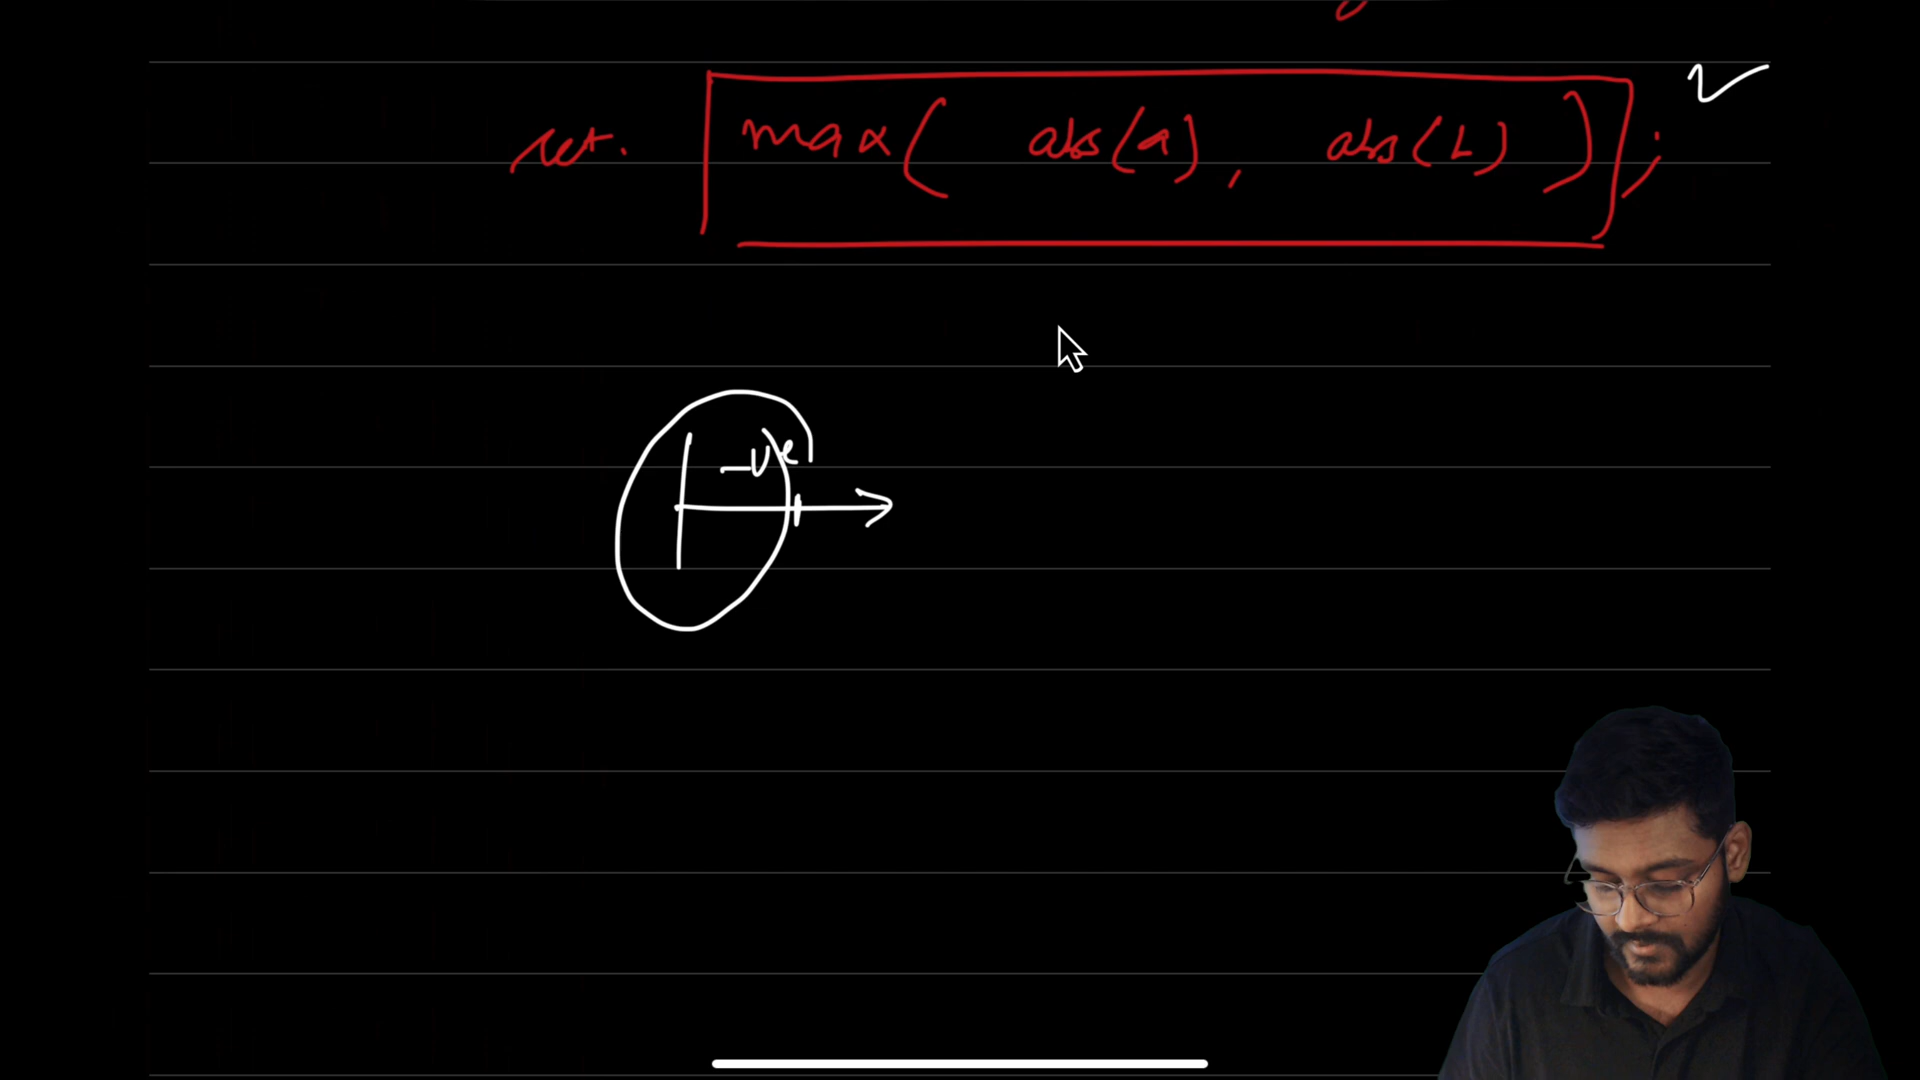 ret. max( abs(a), abs(L) );
-ve